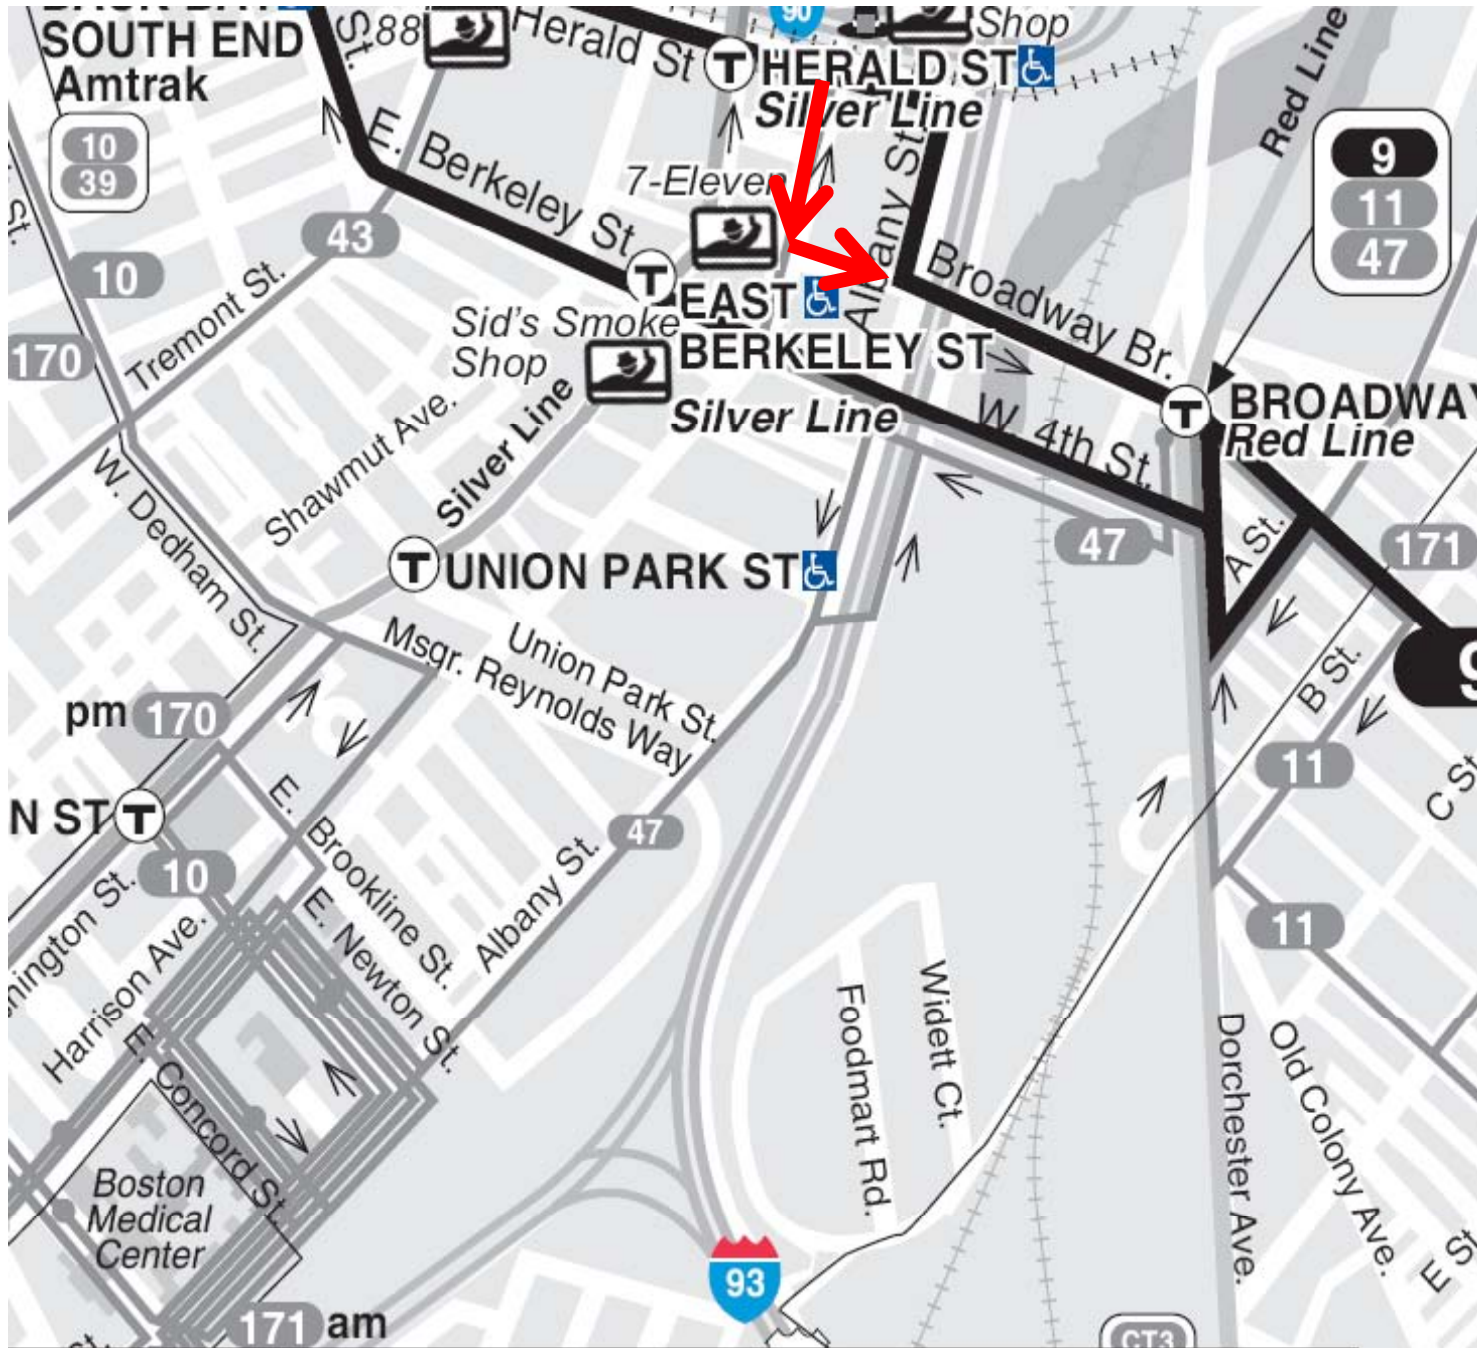 SOUTH END
Amtrak
10
39
St.
88
Herald St
90
Shop
HERALD ST
Silver Line
Red Line
9
11
47
E. Berkeley St
7-Eleven
Albany St.
43
10
Tremont St.
170
EAST
BERKELEY ST
Silver Line
Sid's Smoke
Shop
Broadway Br.
BROADWAY
Red Line
W. 4th St.
Shawmut Ave.
Silver Line
W. Dedham St.
47
A St.
171
UNION PARK ST
Union Park St.
Msgr. Reynolds Way
B St.
9
pm 170
11
C St
N ST
10
E. Brookline St.
47
Albany St.
E. Newton St.
Harrison Ave.
hington St.
11
E. Concord St.
Widett Ct.
Foodmart Rd.
Dorchester Ave.
Old Colony Ave.
E St
Boston
Medical
Center
93
171 am
St.
CT3